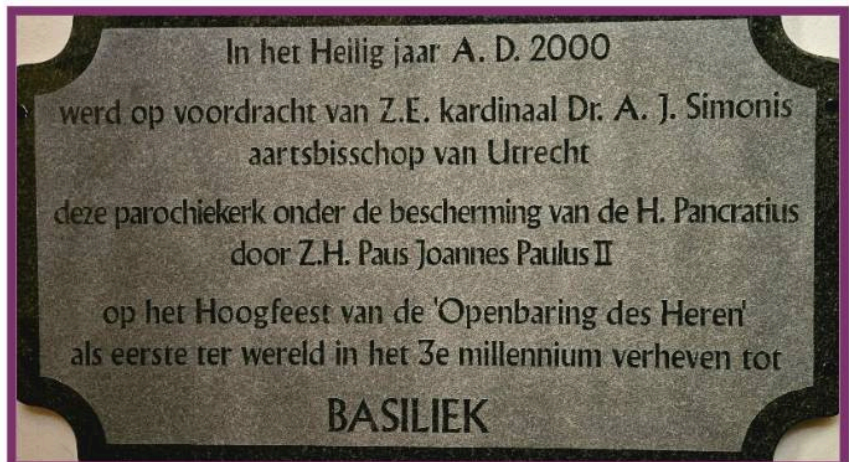 In het Heilig jaar A. D. 2000
werd op voordracht van Z.E. kardinaal Dr. A. J. Simonis
aartsbisschop van Utrecht
deze parochiekerk onder de bescherming van de H. Pancratius
door Z.H. Paus Joannes Paulus II
op het Hoogfeest van de 'Openbaring des Heren'
als eerste ter wereld in het 3e millennium verheven tot
BASILIEK